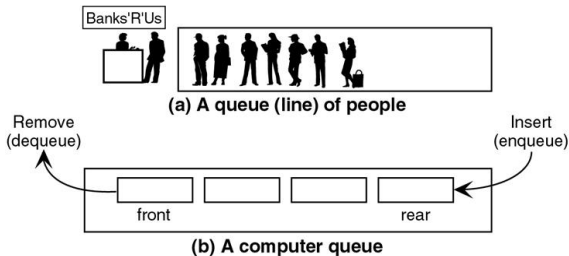 Banks'R'Us
(a) A queue (line) of people
Remove
(dequeue)
Insert
(enqueue)
front
rear
(b) A computer queue